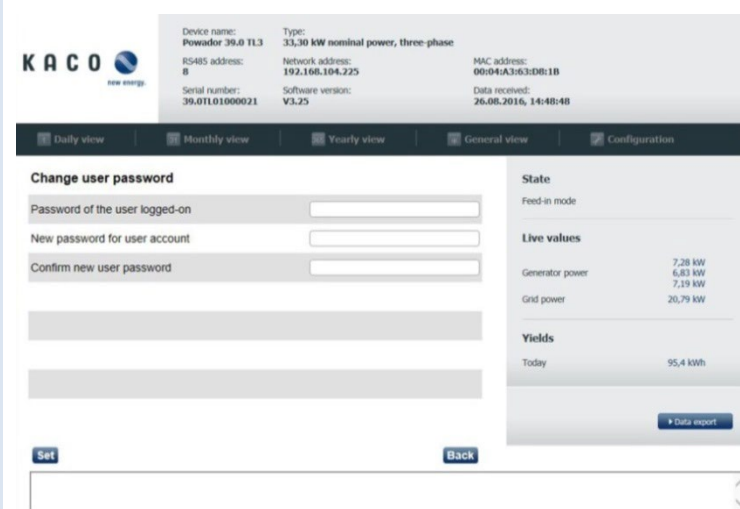 KACO
new energy.
Device name:
Powador 39.0 TL3
Type:
33,30 kW nominal power, three-phase
RS485 address:
8
Network address:
192.168.104.225
MAC address:
00:04:A3:63:D8:1B
Serial number:
39.0TL01000021
Software version:
V3.25
Data received:
26.08.2016, 14:48:48
Daily view
Monthly view
Yearly view
General view
Configuration
Change user password
Password of the user logged-on
New password for user account
Confirm new user password
Set
Back
State
Feed-in mode
Live values
Generator power
7,28 kW
6,83 kW
7,19 kW
Grid power
20,79 kW
Yields
Today
95,4 kWh
Data export